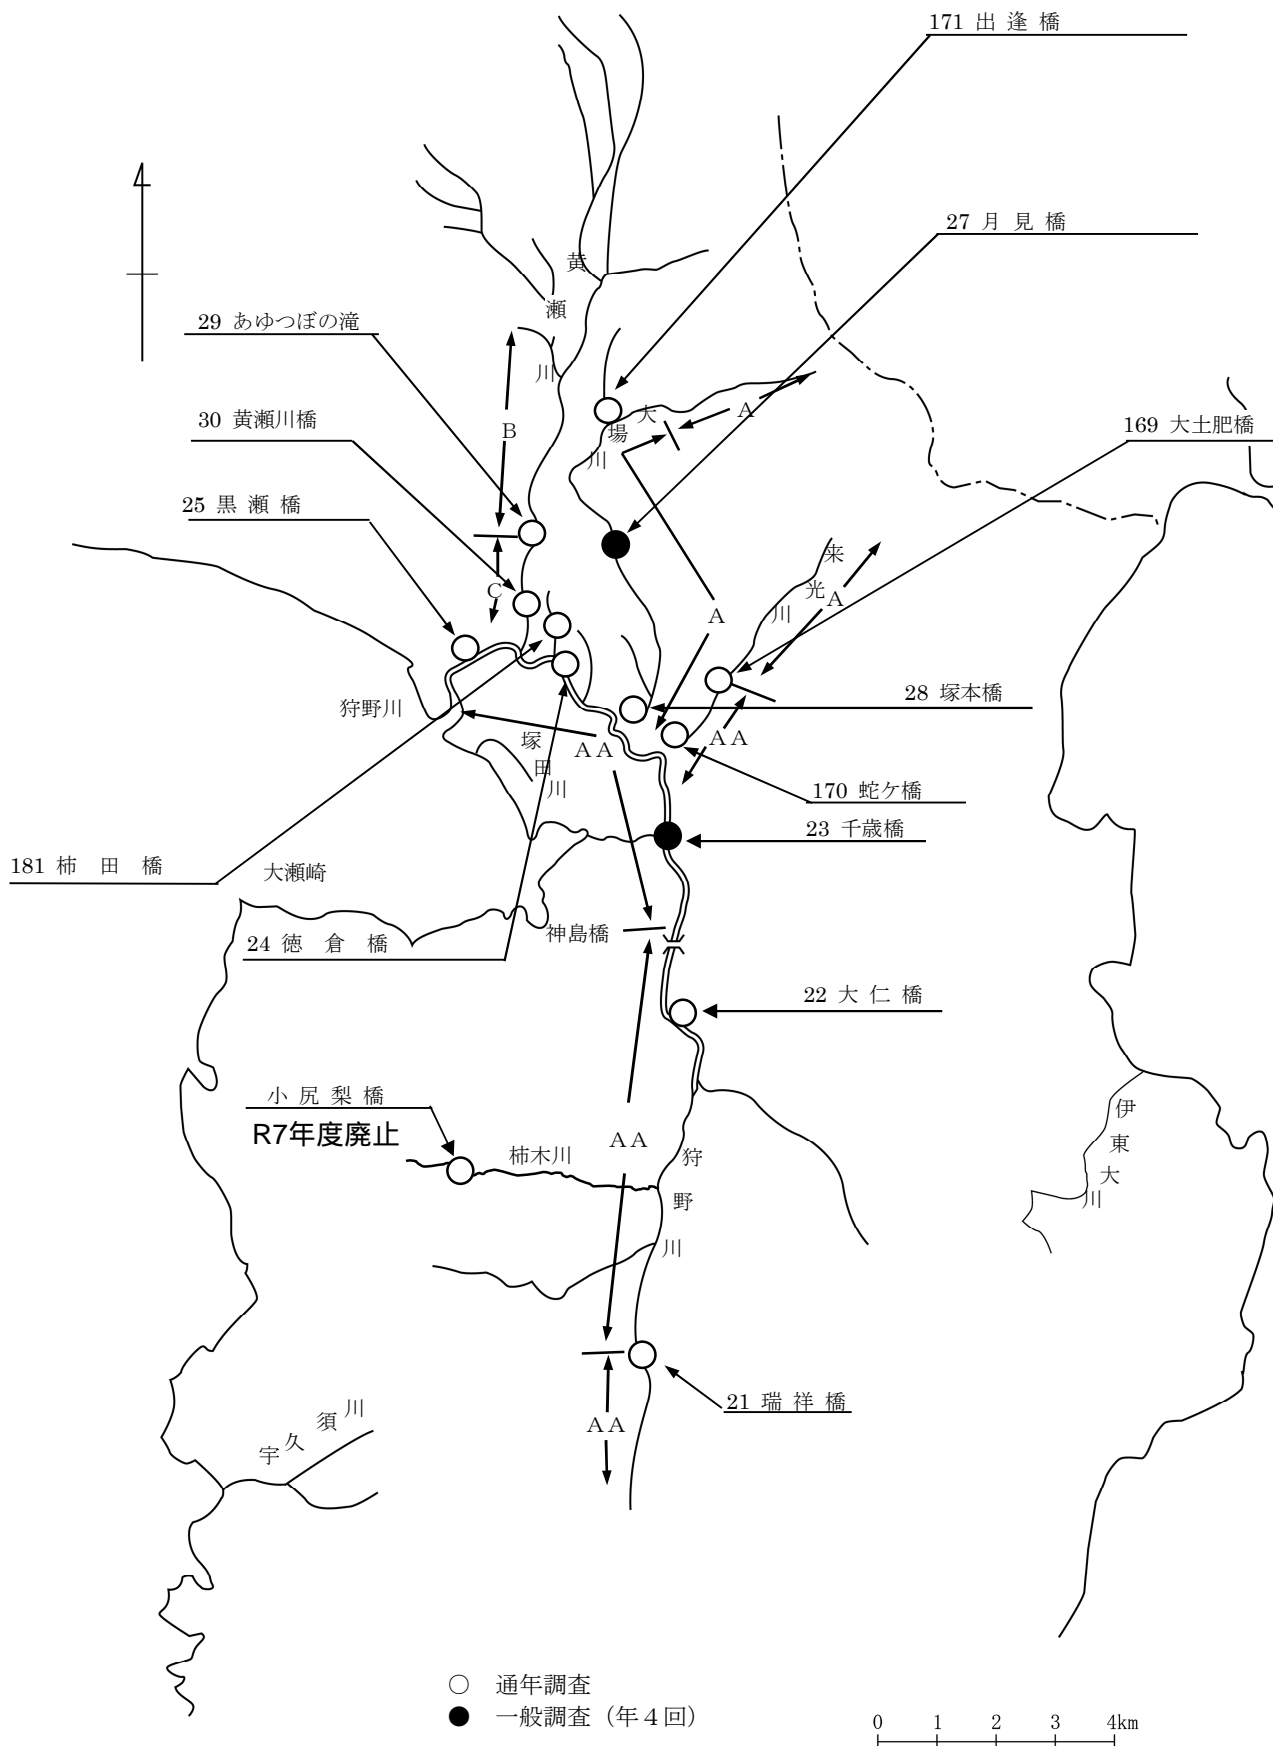 171 出 逢 橋
27 月 見 橋
黄
瀬
川
29 あゆつぼの滝
30 黄瀬川橋
大
場
川
A
B
169 大土肥橋
25 黒 瀬 橋
来
光
川
A
C
A
28 塚本橋
狩野川
AA
AA
塚
田
川
170 蛇ケ橋
23 千歳橋
181 柿 田 橋
大瀬崎
24 徳 倉 橋
神島橋
22 大 仁 橋
小 尻 梨 橋
R7年度廃止
AA
柿木川
狩
野
川
伊
東
大
川
21 瑞 祥 橋
AA
宇久須川
○ 通年調査
● 一般調査（年４回）
0 1 2 3 4km